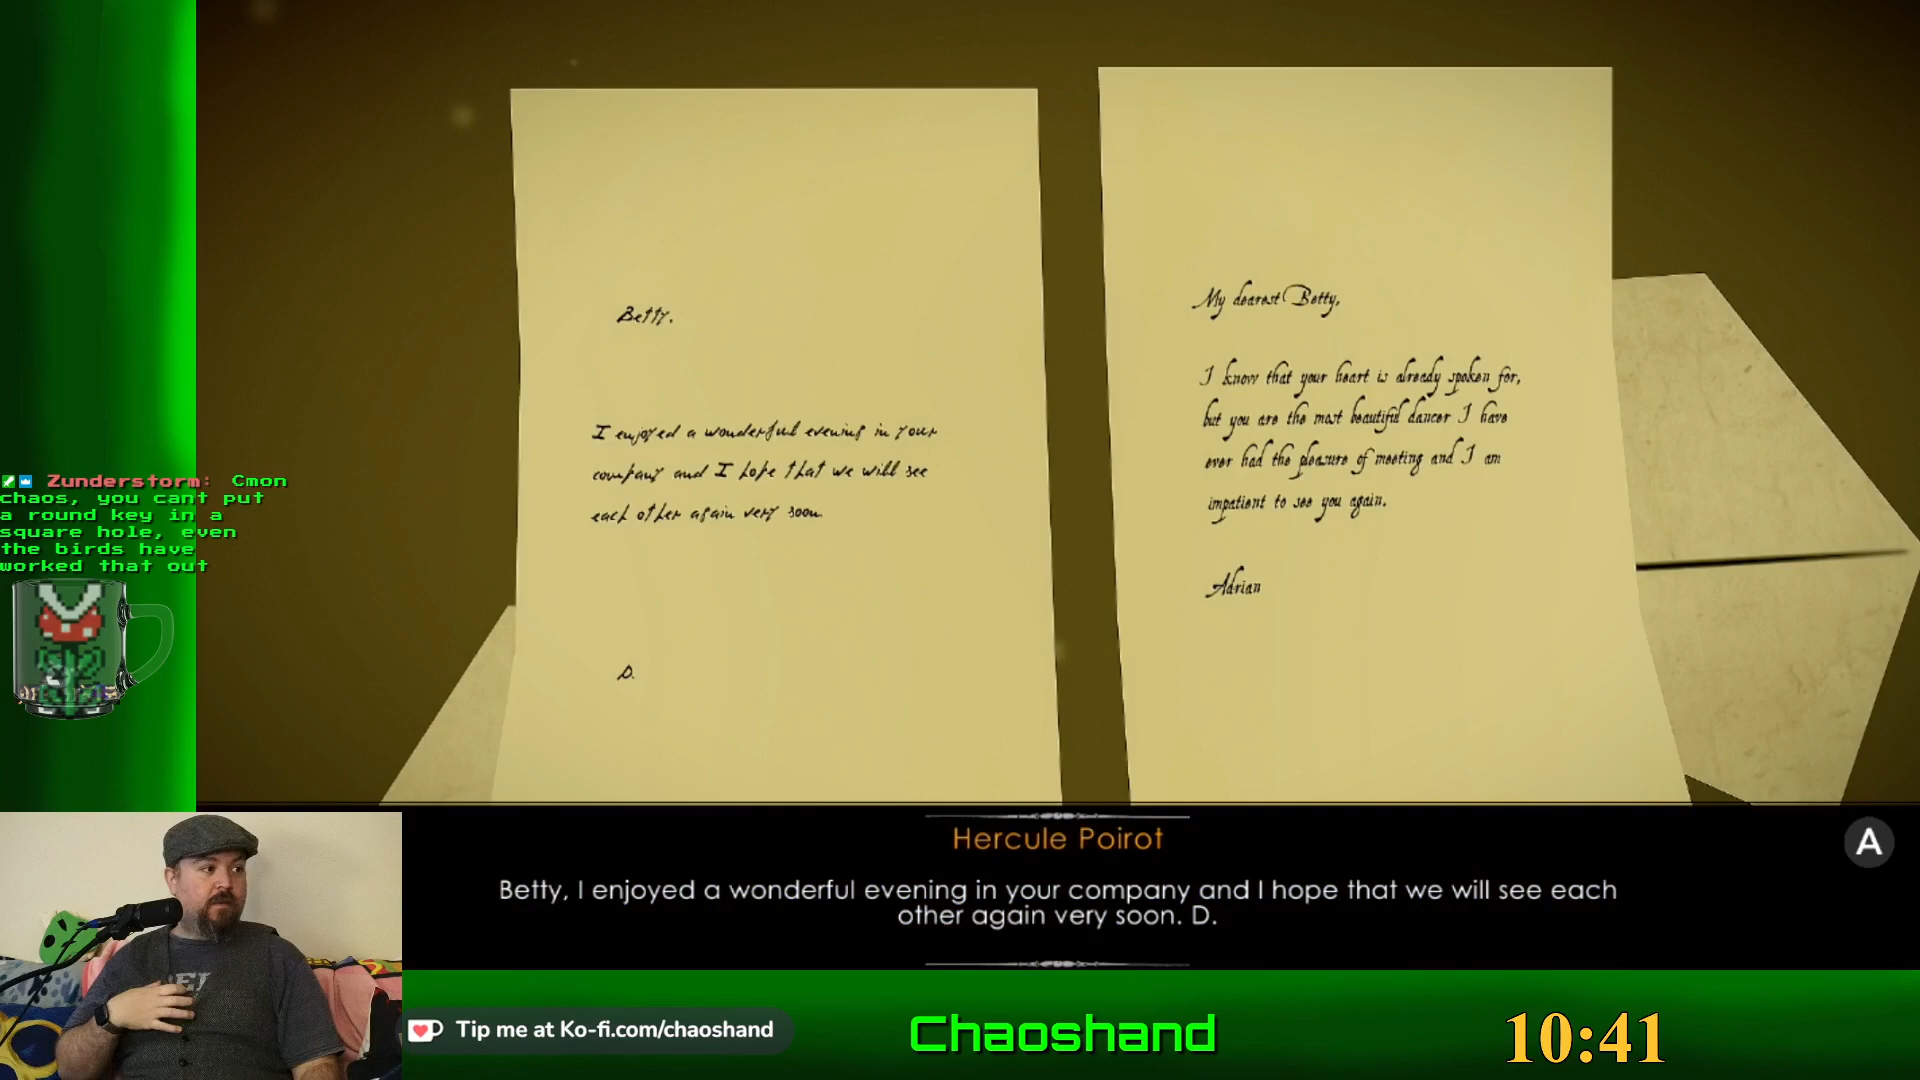 Betty,
I enjoyed a wonderful evening in your
company and I hope that we will see
each other again very soon.
D.
My dearest Betty,
I know that your heart is already spoken for,
but you are the most beautiful dancer I have
ever had the pleasure of meeting and I am
impatient to see you again.
Adrian
Zunderstorm: Cmon
chaos, you cant put
a round key in a
square hole, even
the birds have
worked that out
Hercule Poirot
A
Betty, I enjoyed a wonderful evening in your company and I hope that we will see each
other again very soon. D.
Tip me at Ko-fi.com/chaoshand
Chaoshand
10:41